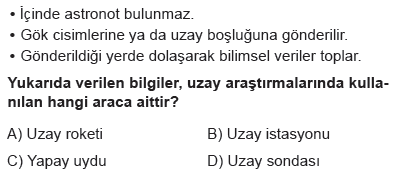 • İçinde astronot bulunmaz.
• Gök cisimlerine ya da uzay boşluğuna gönderilir.
• Gönderildiği yerde dolaşarak bilimsel veriler toplar.
Yukarıda verilen bilgiler, uzay araştırmalarında kulla-
nılan hangi araca aittir?
A) Uzay roketi B) Uzay istasyonu
C) Yapay uydu D) Uzay sondası